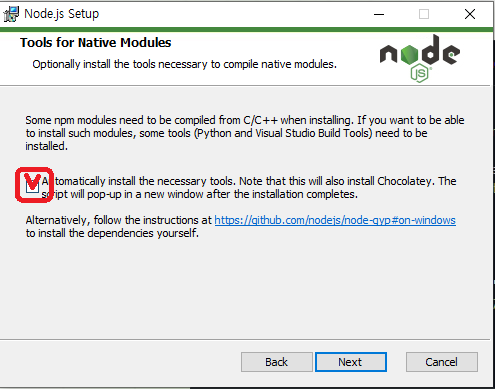 Node.js Setup
Tools for Native Modules
Optionally install the tools necessary to compile native modules.
node
JS
Some npm modules need to be compiled from C/C++ when installing. If you want to be able
to install such modules, some tools (Python and Visual Studio Build Tools) need to be
installed.
Automatically install the necessary tools. Note that this will also install Chocolatey. The
script will pop-up in a new window after the installation completes.
Alternatively, follow the instructions at https://github.com/nodejs/node-gyp#on-windows
to install the dependencies yourself.
Back Next Cancel